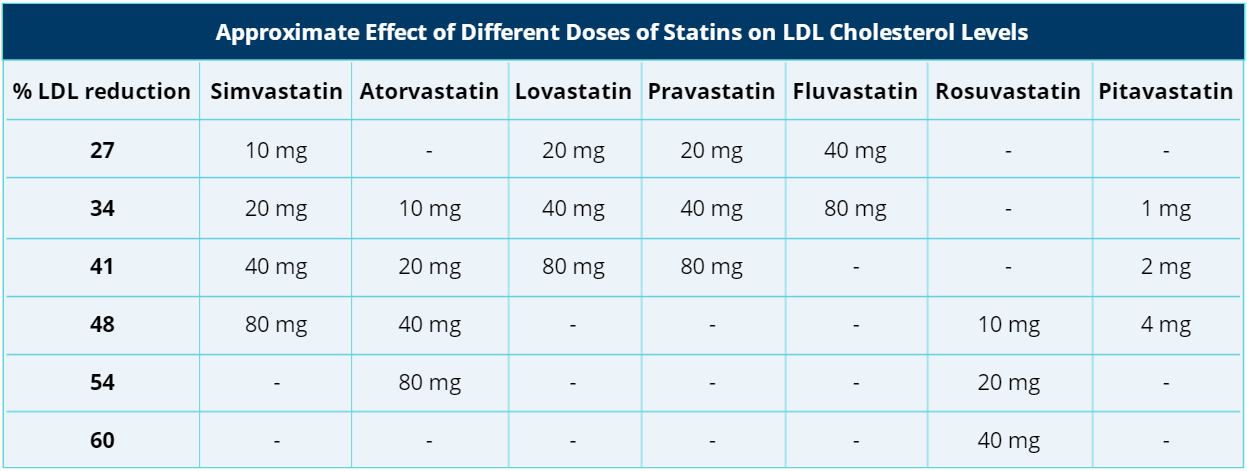 Approximate Effect of Different Doses of Statins on LDL Cholesterol Levels
% LDL reduction Simvastatin Atorvastatin Lovastatin Pravastatin Fluvastatin Rosuvastatin Pitavastatin
27 10 mg - 20 mg 20 mg 40 mg - -
34 20 mg 10 mg 40 mg 40 mg 80 mg - 1 mg
41 40 mg 20 mg 80 mg 80 mg - - 2 mg
48 80 mg 40 mg - - - 10 mg 4 mg
54 - 80 mg - - - 20 mg -
60 - - - - - 40 mg -